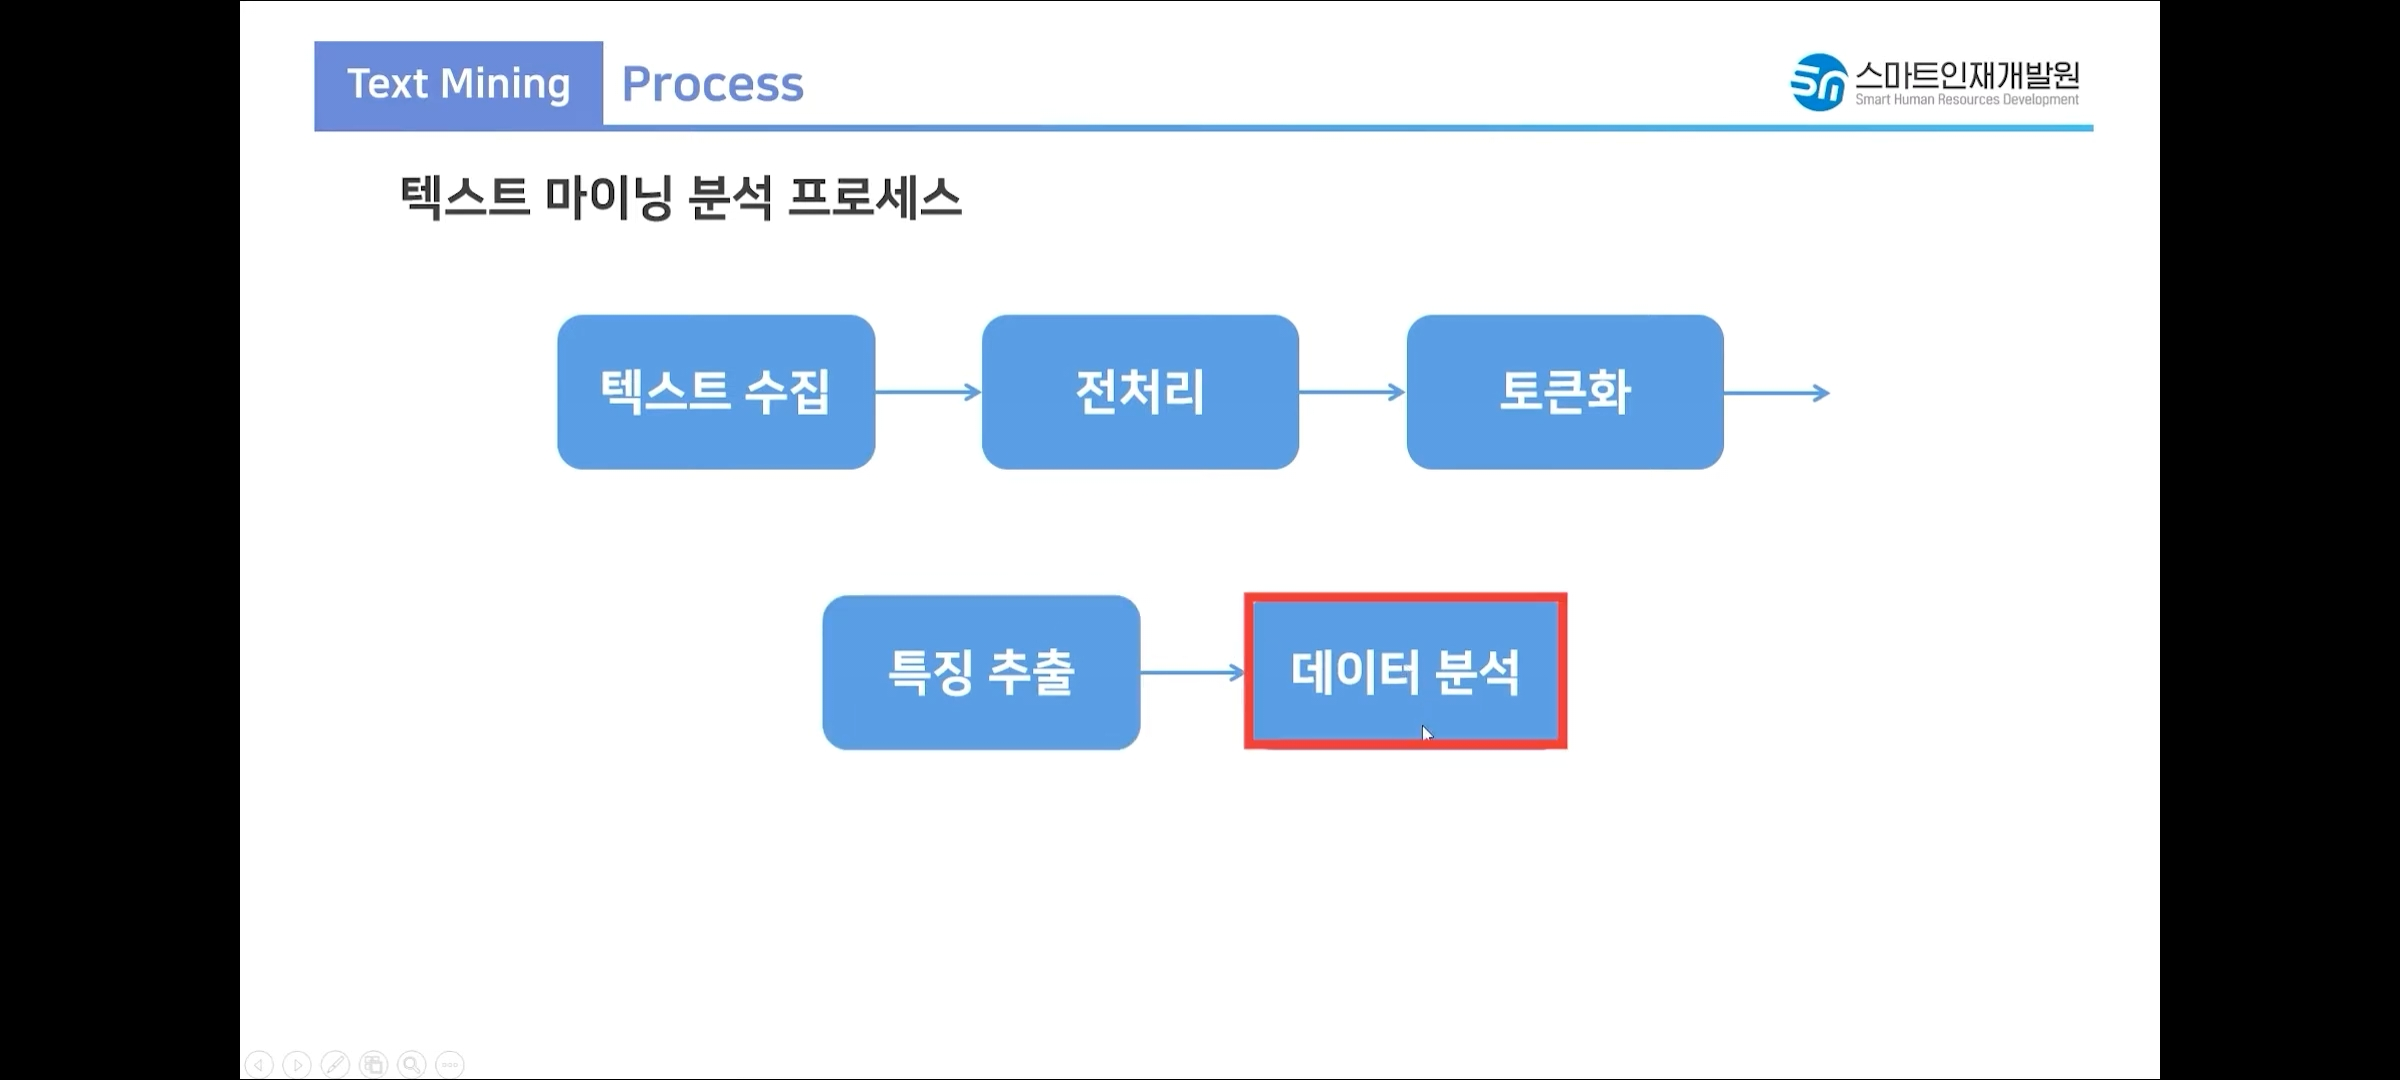 Text Mining Process
스마트인재개발원
Smart Human Resources Development
텍스트 마이닝 분석 프로세스
텍스트 수집
전처리
토큰화
특징 추출
데이터 분석